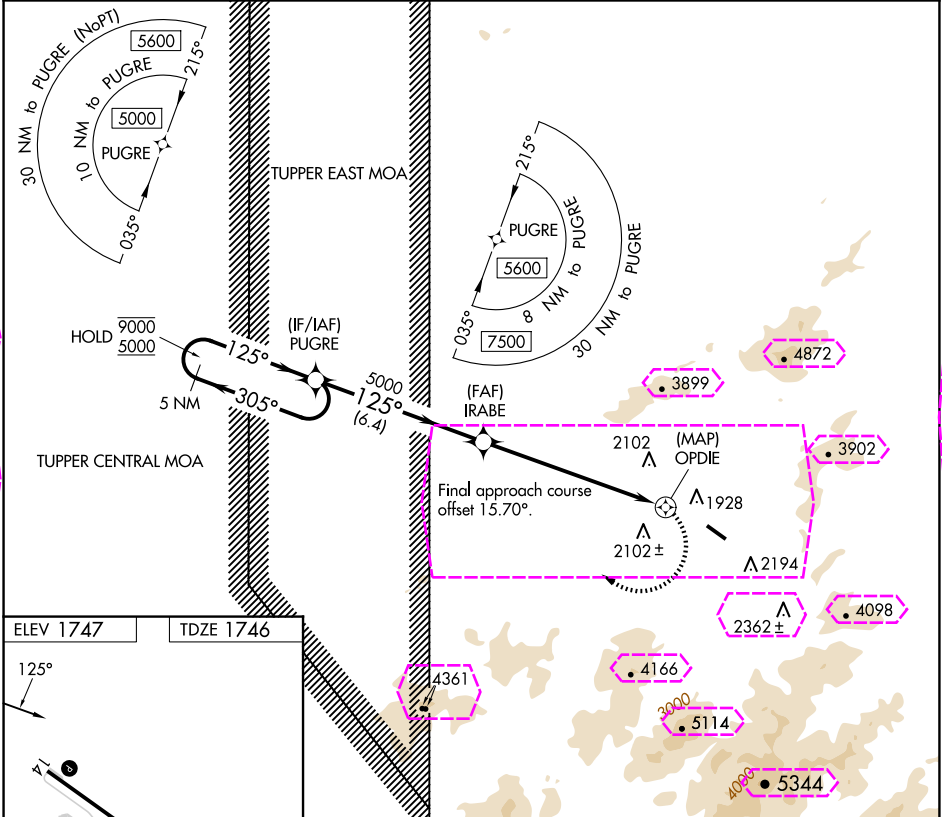 30 NM to PUGRE (NoPT)
5600
215°
10 NM to PUGRE
5000
PUGRE
035°
TUPPER EAST MOA
215°
PUGRE
5600
8 NM to PUGRE
7500
035°
30 NM to PUGRE
HOLD
9000
5000
125°
305°
5 NM
(IF/IAF)
PUGRE
5000
125°
(6.4)
(FAF)
IRABE
4872
3899
2102
(MAP)
OPDIE
3902
TUPPER CENTRAL MOA
Final approach course
offset 15.70°.
1928
2102 ±
2194
2362 ±
4098
4361
4166
3000
5114
4000
5344
ELEV 1747
TDZE 1746
125°
14
P